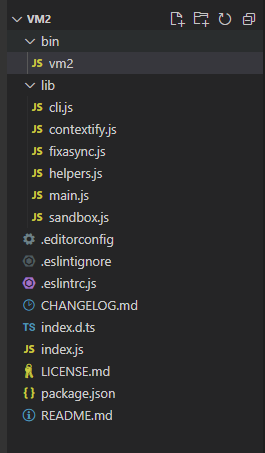 VM2
bin
JS vm2
lib
JS cli.js
JS contextify.js
JS fixasync.js
JS helpers.js
JS main.js
JS sandbox.js
.editorconfig
.eslintignore
.eslintrc.js
CHANGELOG.md
TS index.d.ts
JS index.js
LICENSE.md
{} package.json
README.md